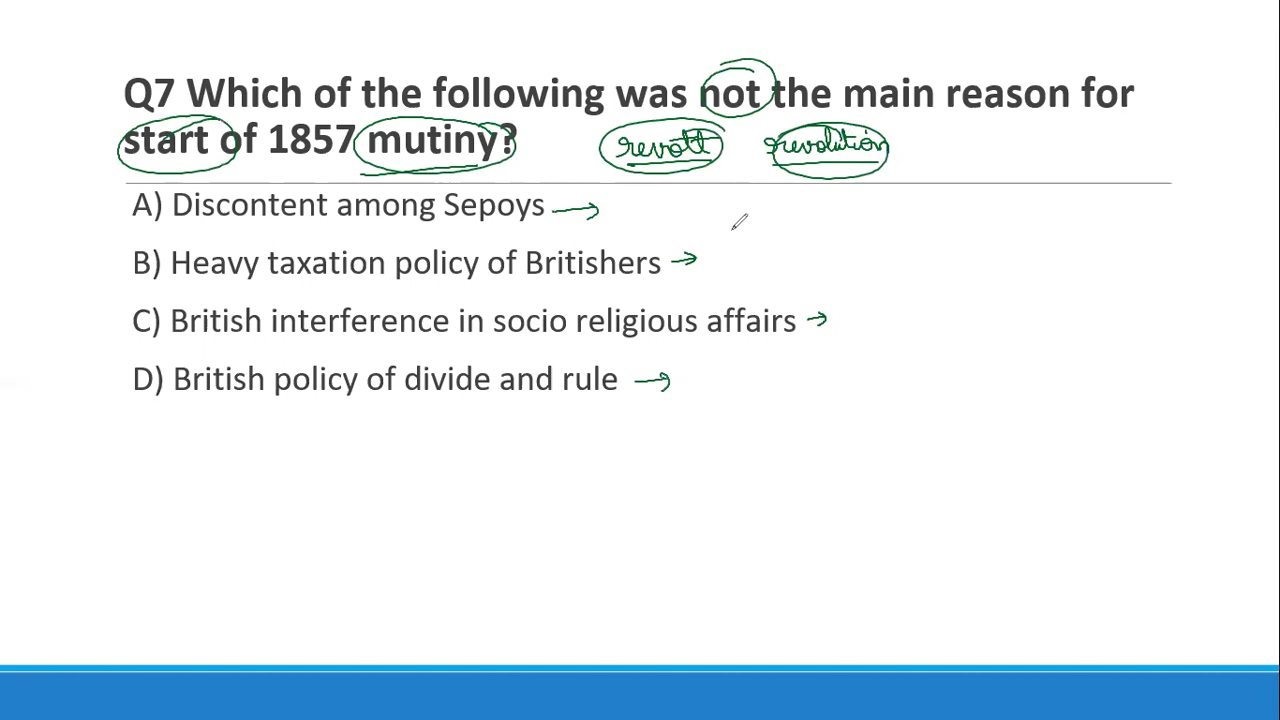 Q7 Which of the following was not the main reason for
start of 1857 mutiny? revolt revolution
A) Discontent among Sepoys
B) Heavy taxation policy of Britishers
C) British interference in socio religious affairs
D) British policy of divide and rule